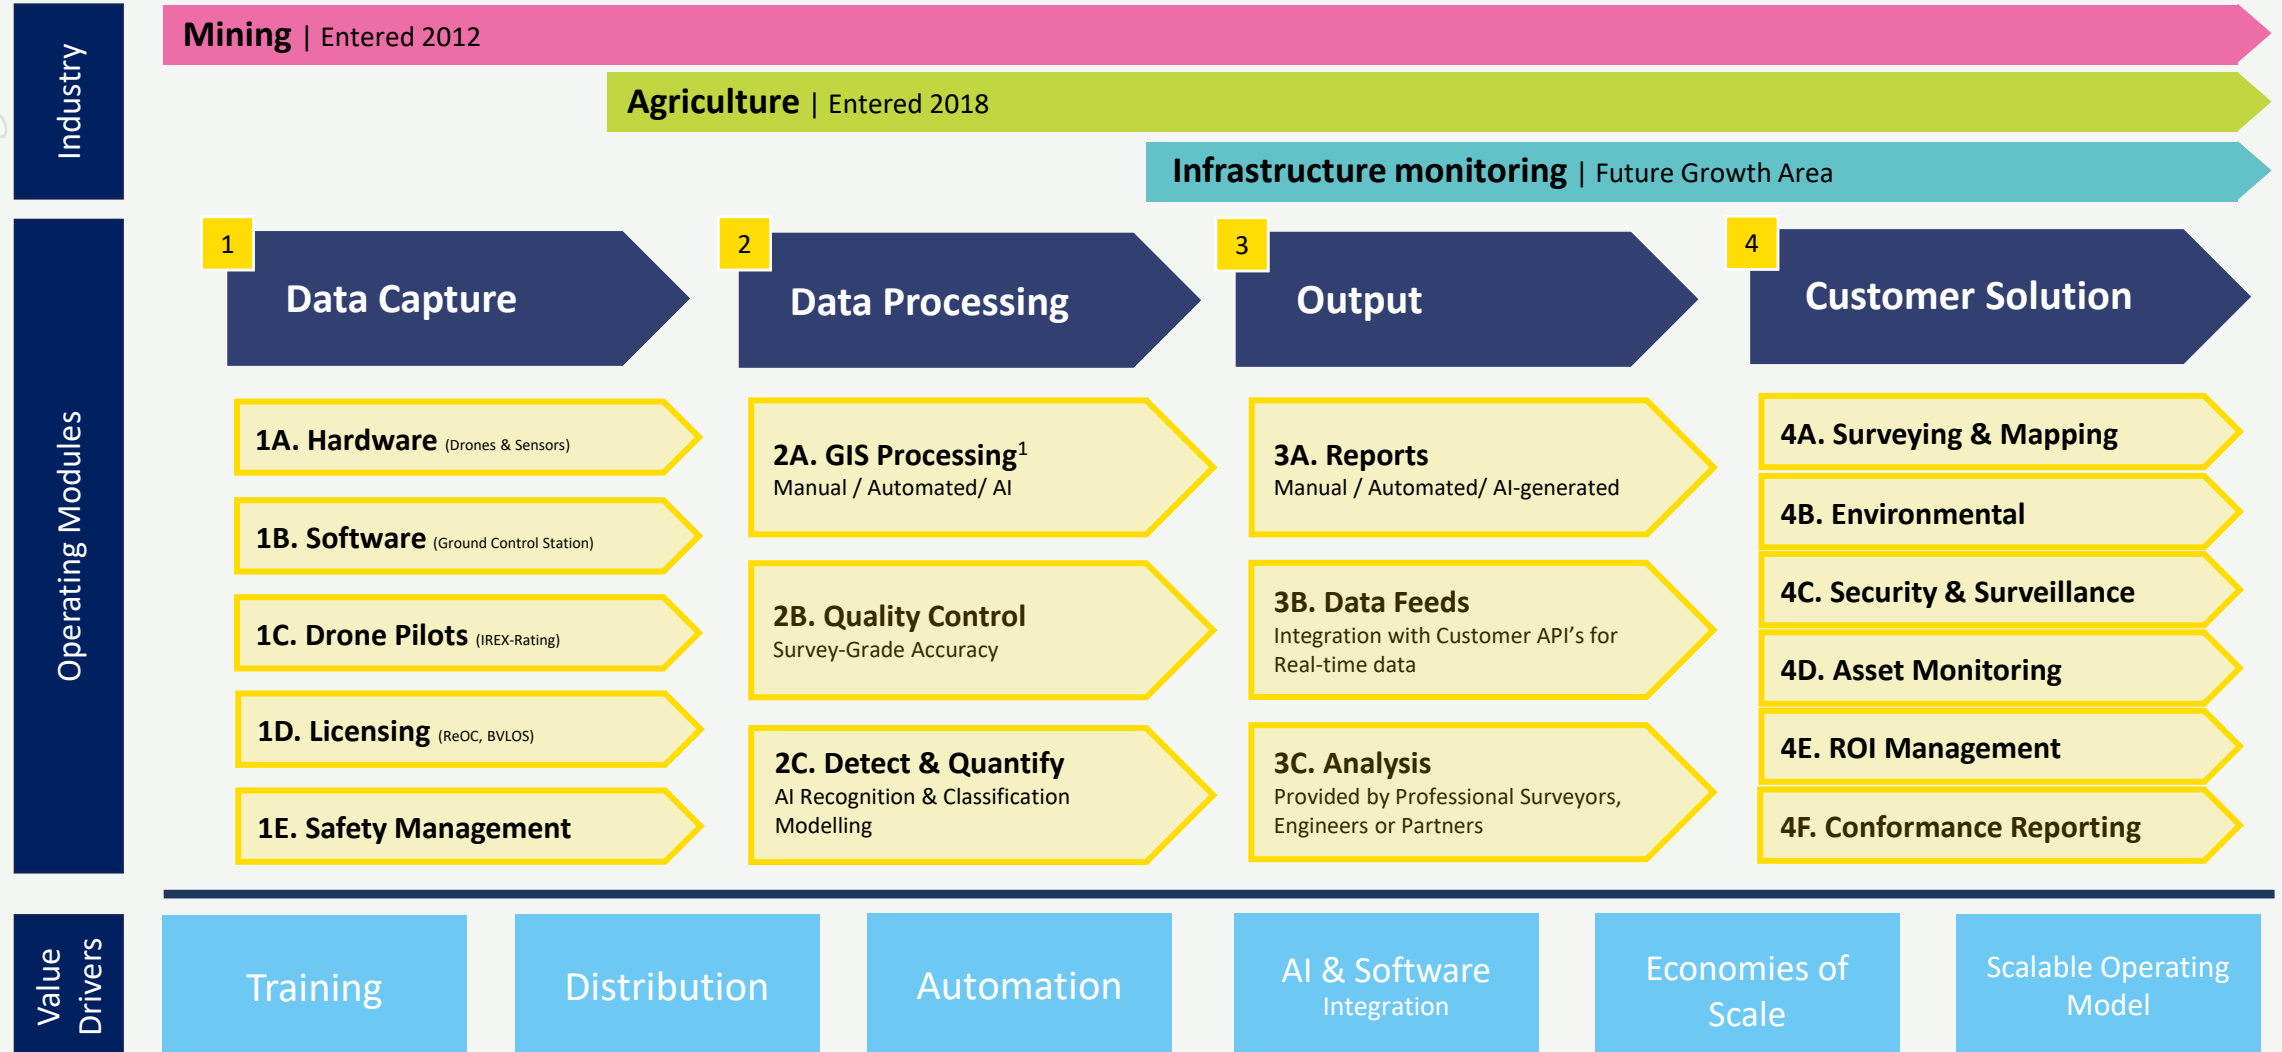 Industry
Mining | Entered 2012
Agriculture | Entered 2018
Infrastructure monitoring | Future Growth Area
Operating Modules
1
Data Capture
1A. Hardware (Drones & Sensors)
1B. Software (Ground Control Station)
1C. Drone Pilots (IREX-Rating)
1D. Licensing (ReOC, BVLOS)
1E. Safety Management
2
Data Processing
2A. GIS Processing¹
Manual / Automated/ AI
2B. Quality Control
Survey-Grade Accuracy
2C. Detect & Quantify
AI Recognition & Classification
Modelling
3
Output
3A. Reports
Manual / Automated/ AI-generated
3B. Data Feeds
Integration with Customer API’s for
Real-time data
3C. Analysis
Provided by Professional Surveyors,
Engineers or Partners
4
Customer Solution
4A. Surveying & Mapping
4B. Environmental
4C. Security & Surveillance
4D. Asset Monitoring
4E. ROI Management
4F. Conformance Reporting
Value
Drivers
Training
Distribution
Automation
AI & Software
Integration
Economies of
Scale
Scalable Operating
Model